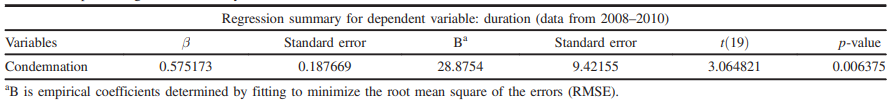 Regression summary for dependent variable: duration (data from 2008–2010)
Variables β Standard error Bᵃ Standard error t(19) p-value
Condemnation 0.575173 0.187669 28.8754 9.42155 3.064821 0.006375
ᵃB is empirical coefficients determined by fitting to minimize the root mean square of the errors (RMSE).